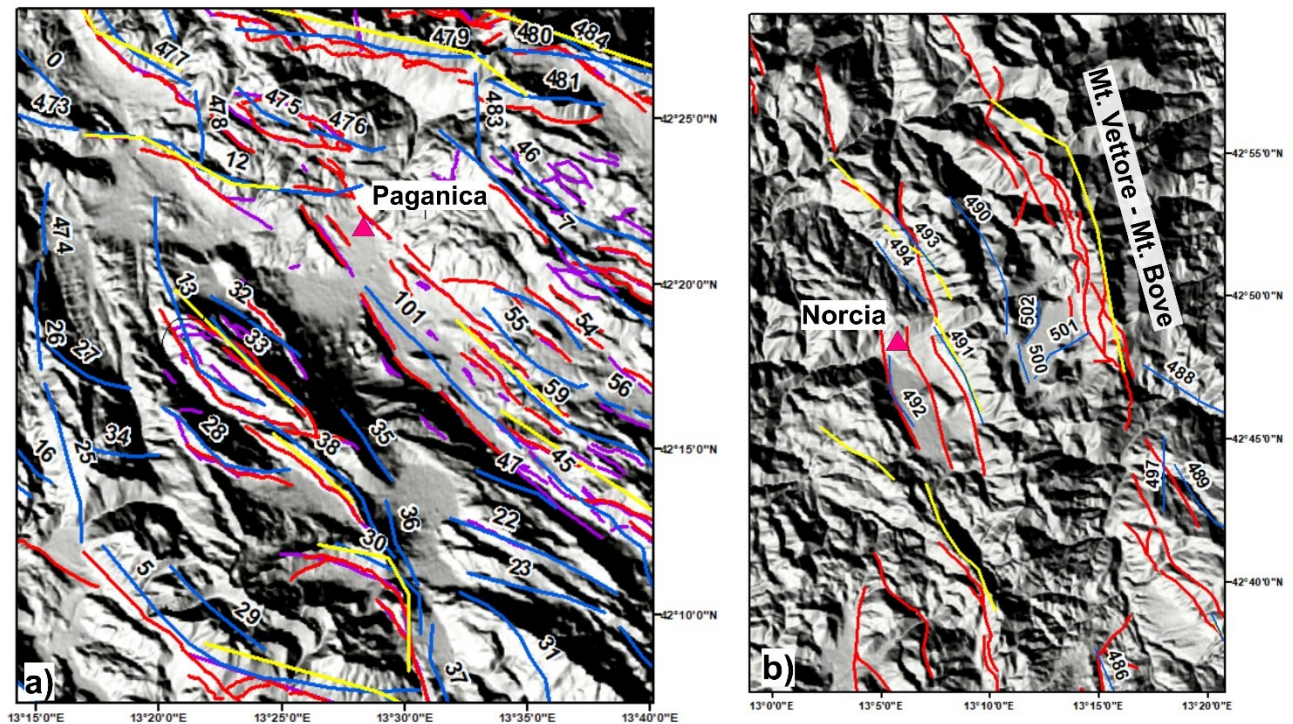 477
479
480
484
0
481
473
478
475
476
483
12
46
Paganica
7
474
13
32
101
33
55
54
26
27
59
56
28
38
35
34
25
16
47
45
36
22
30
23
5
29
31
37
a)
42°25'0"N
42°20'0"N
42°15'0"N
42°10'0"N
13°15'0"E
13°20'0"E
13°25'0"E
13°30'0"E
13°35'0"E
13°40'0"E
Mt. Vettore - Mt. Bove
490
493
494
Norcia
502
501
491
500
488
492
497
489
486
b)
42°55'0"N
42°50'0"N
42°45'0"N
42°40'0"N
13°0'0"E
13°5'0"E
13°10'0"E
13°15'0"E
13°20'0"E